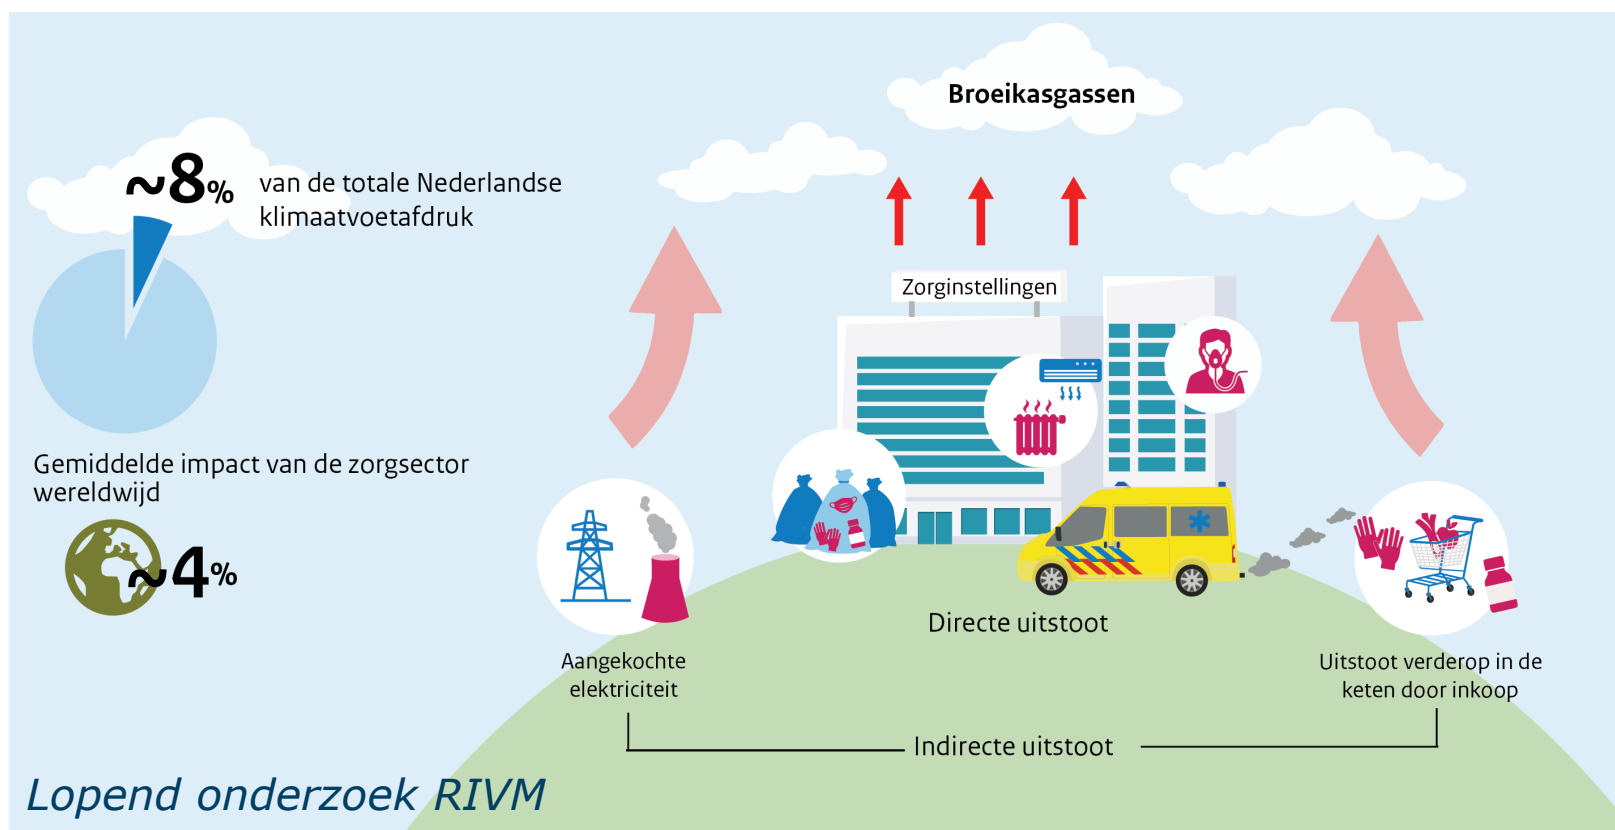 Broeikasgassen
~8%
van de totale Nederlandse
klimaatvoetafdruk
Zorginstellingen
Gemiddelde impact van de zorgsector
wereldwijd
~4%
Directe uitstoot
Aangekochte
elektriciteit
Uitstoot verderop in de
keten door inkoop
Indirecte uitstoot
Lopend onderzoek RIVM